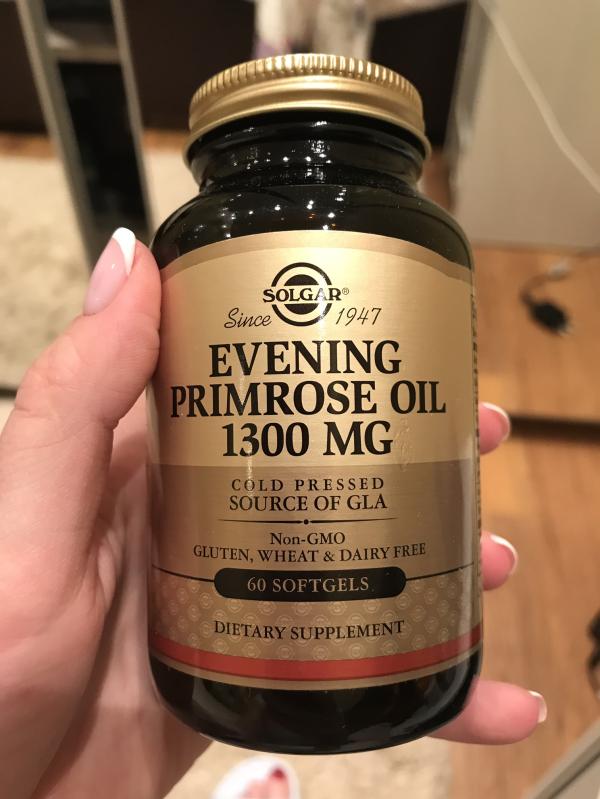 SOLGAR®
Since 1947
EVENING
PRIMROSE OIL
1300 MG
COLD PRESSED
SOURCE OF GLA
Non-GMO
GLUTEN, WHEAT & DAIRY FREE
60 SOFTGELS
DIETARY SUPPLEMENT